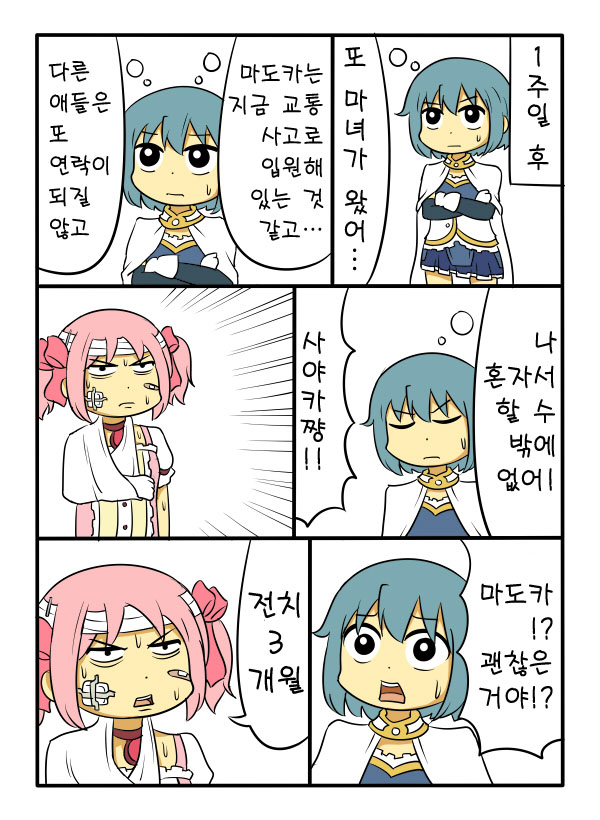 1
주일 후
또 마녀가 왔어…
마도카는
지금 교통
사고로
입원해
있는 것
같고…
다른
애들은
또
연락이
되질
않고
나
혼자서
할 수
밖에
없어!
사야카쨩!!
마도카
!?
괜찮은
거야!?
전치
3
개월